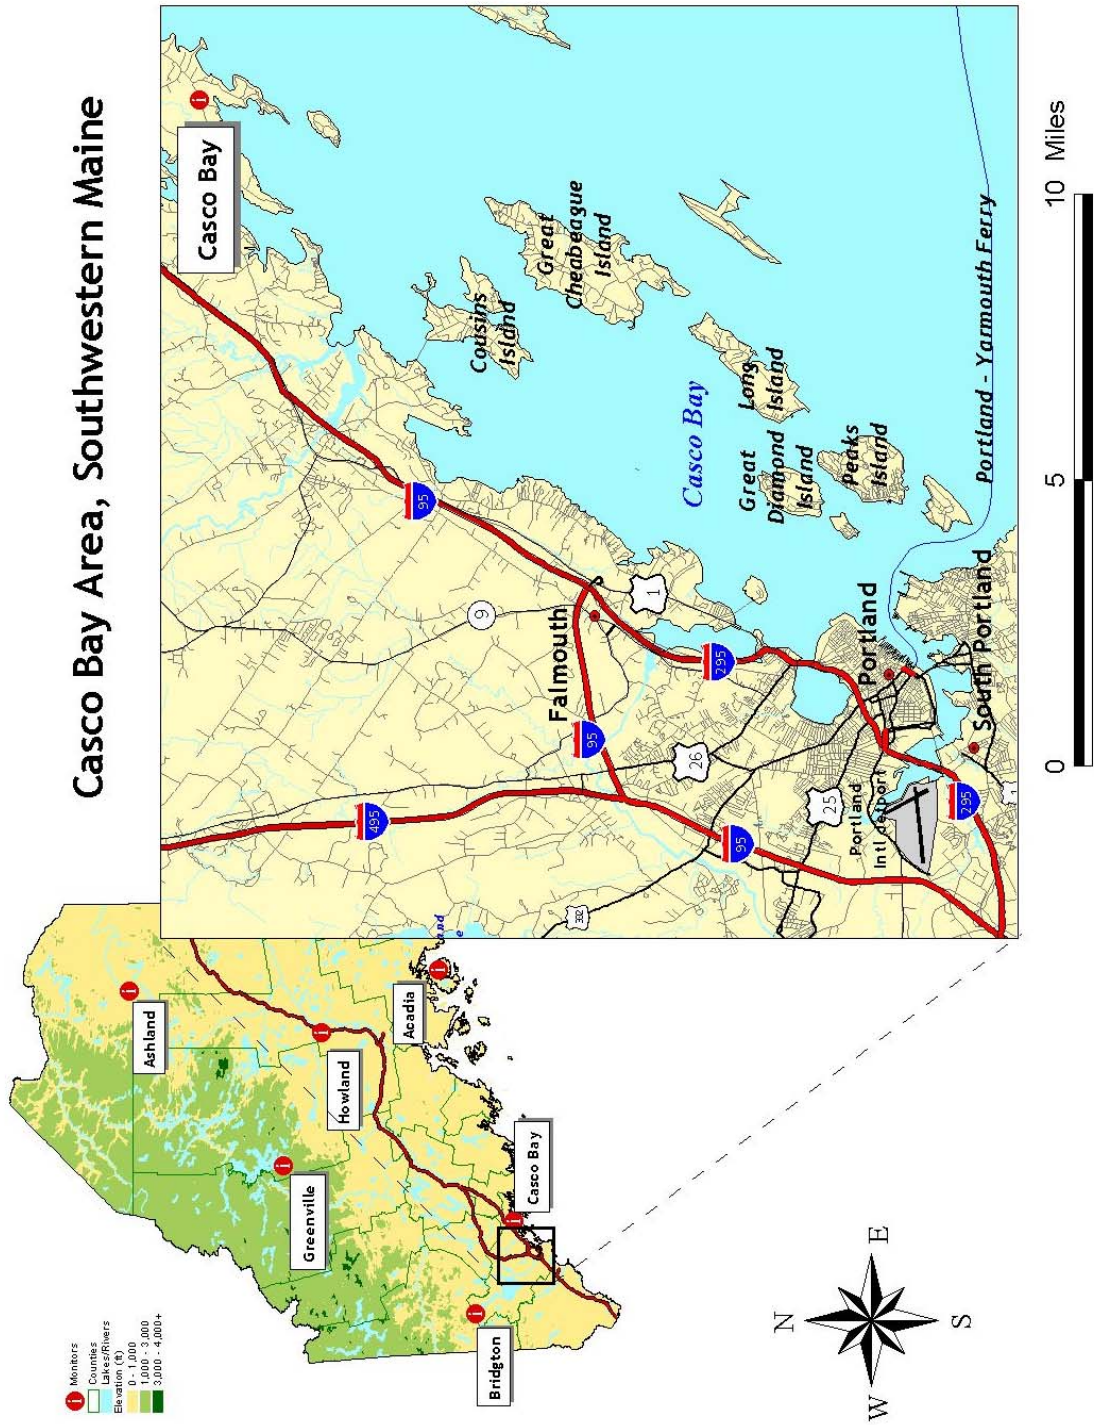 Casco Bay Area, Southwestern Maine
Monitors
Counties
Lakes/Rivers
Elevation (ft)
0 - 1,000
1,000 - 3,000
3,000 - 4,000+
Ashland
Howland
Greenville
Acadia
Casco Bay
Bridgton
N
W
E
S
Casco Bay
Cousins
Island
Great
Cheabeague
Island
Casco Bay
Long
Island
Great
Diamond
Island
Peaks
Island
Portland - Yarmouth Ferry
495
95
9
Falmouth
95
1
26
295
95
302
25
Portland
Portland
Intl
South Portland
295
1
0
5
10 Miles